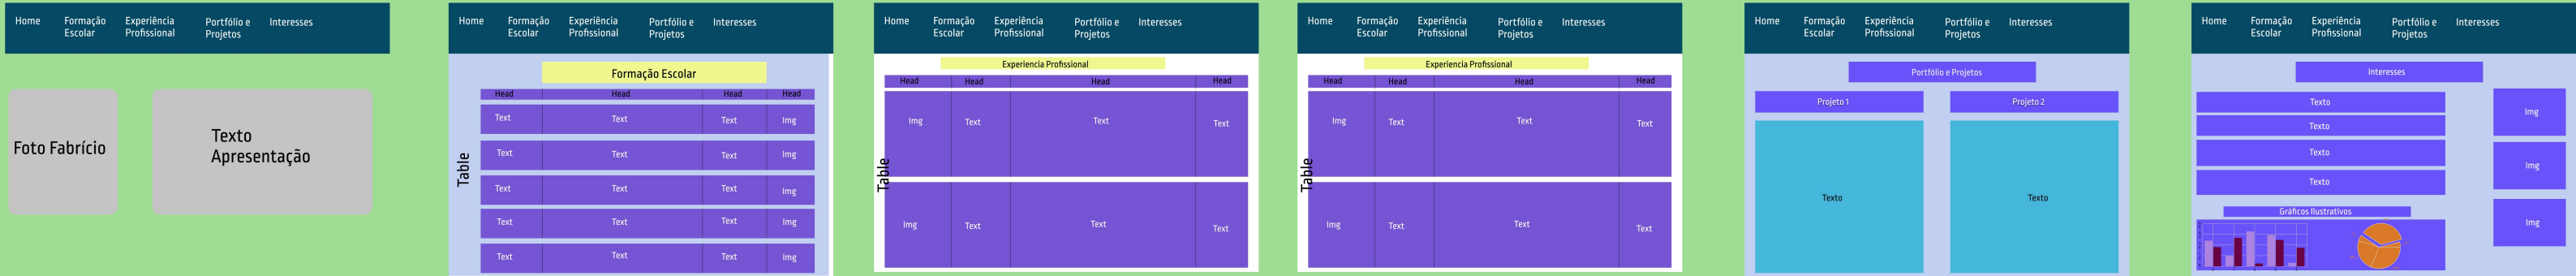 Home
Formação
Escolar
Experiência
Profissional
Portfólio e
Projetos
Interesses
Foto Fabrício
Texto
Apresentação
Home
Formação
Escolar
Experiência
Profissional
Portfólio e
Projetos
Interesses
Formação Escolar
Head Head Head Head
Text Text Text Img
Text Text Text Img
Text Text Text Img
Text Text Text Img
Text Text Text Img
Table
Home
Formação
Escolar
Experiência
Profissional
Portfólio e
Projetos
Interesses
Experiencia Profissional
Head Head Head Head
Img Text Text Text
Img Text Text Text
Table
Home
Formação
Escolar
Experiência
Profissional
Portfólio e
Projetos
Interesses
Experiencia Profissional
Head Head Head Head
Img Text Text Text
Img Text Text Text
Table
Home
Formação
Escolar
Experiência
Profissional
Portfólio e
Projetos
Interesses
Portfólio e Projetos
Projeto 1
Projeto 2
Texto
Texto
Home
Formação
Escolar
Experiência
Profissional
Portfólio e
Projetos
Interesses
Interesses
Texto
Texto
Texto
Texto
Img
Img
Img
Gráficos Ilustrativos